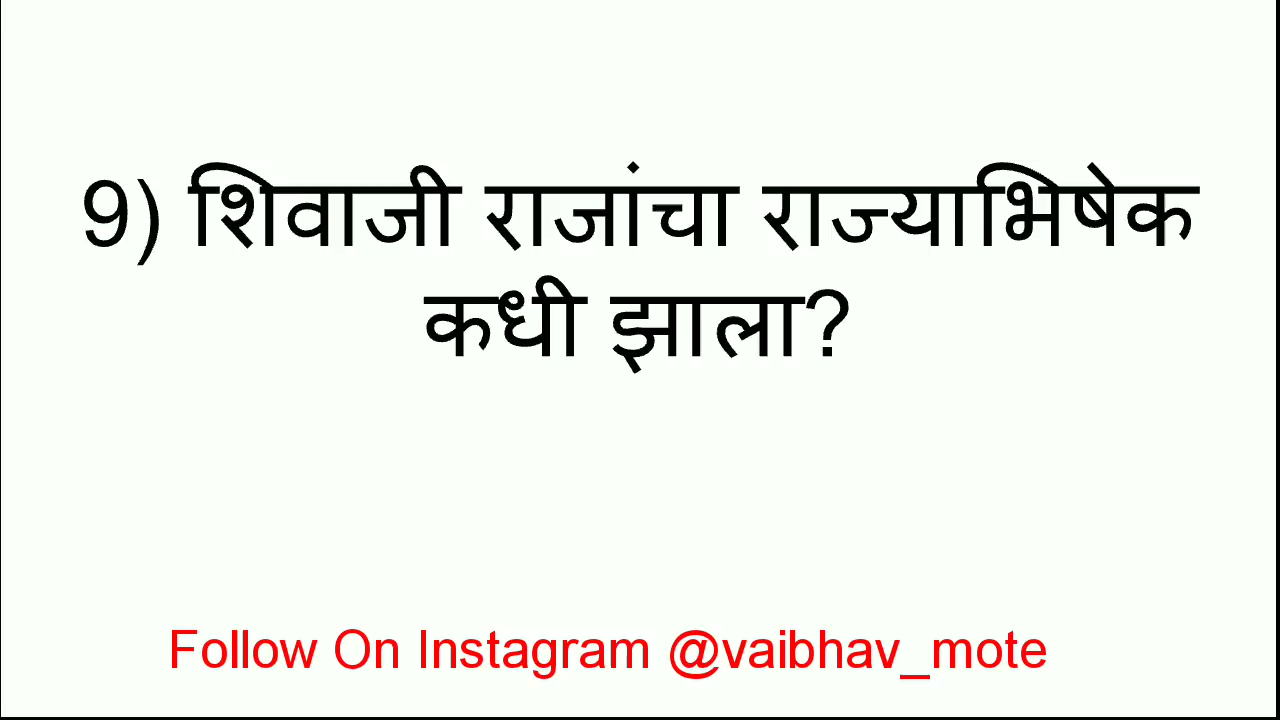 9) शिवाजी राजांचा राज्याभिषेक
कधी झाला?
Follow On Instagram @vaibhav_mote